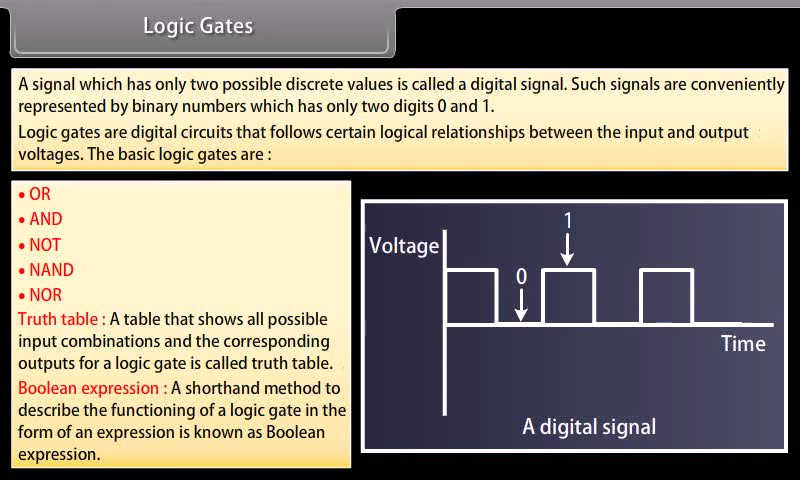 Logic Gates
A signal which has only two possible discrete values is called a digital signal. Such signals are conveniently
represented by binary numbers which has only two digits 0 and 1.
Logic gates are digital circuits that follows certain logical relationships between the input and output
voltages. The basic logic gates are :
• OR
• AND
• NOT
• NAND
• NOR
Truth table : A table that shows all possible
input combinations and the corresponding
outputs for a logic gate is called truth table.
Boolean expression : A shorthand method to
describe the functioning of a logic gate in the
form of an expression is known as Boolean
expression.
1
Voltage
0
Time
A digital signal